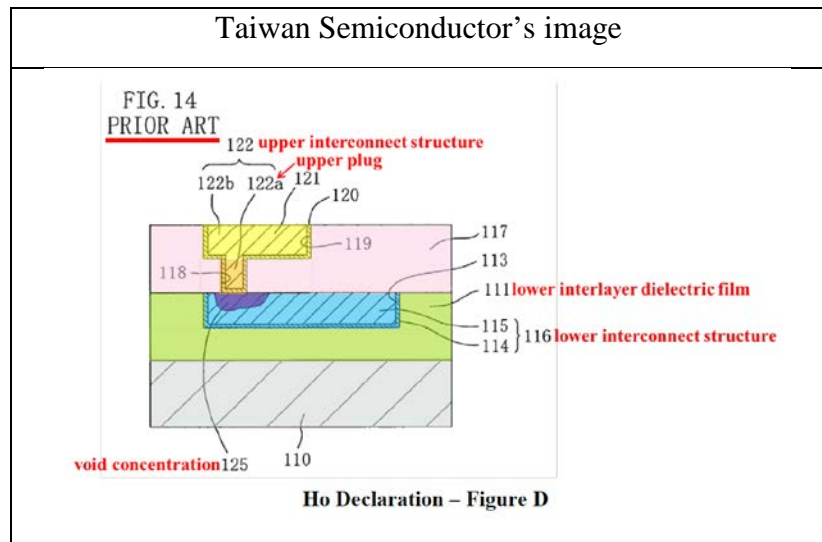 Taiwan Semiconductor’s image
FIG. 14
PRIOR ART
122 upper interconnect structure
upper plug
122b 122a 121
120
119
117
118
113
111 lower interlayer dielectric film
115
116 lower interconnect structure
114
void concentration 125
110
Ho Declaration – Figure D